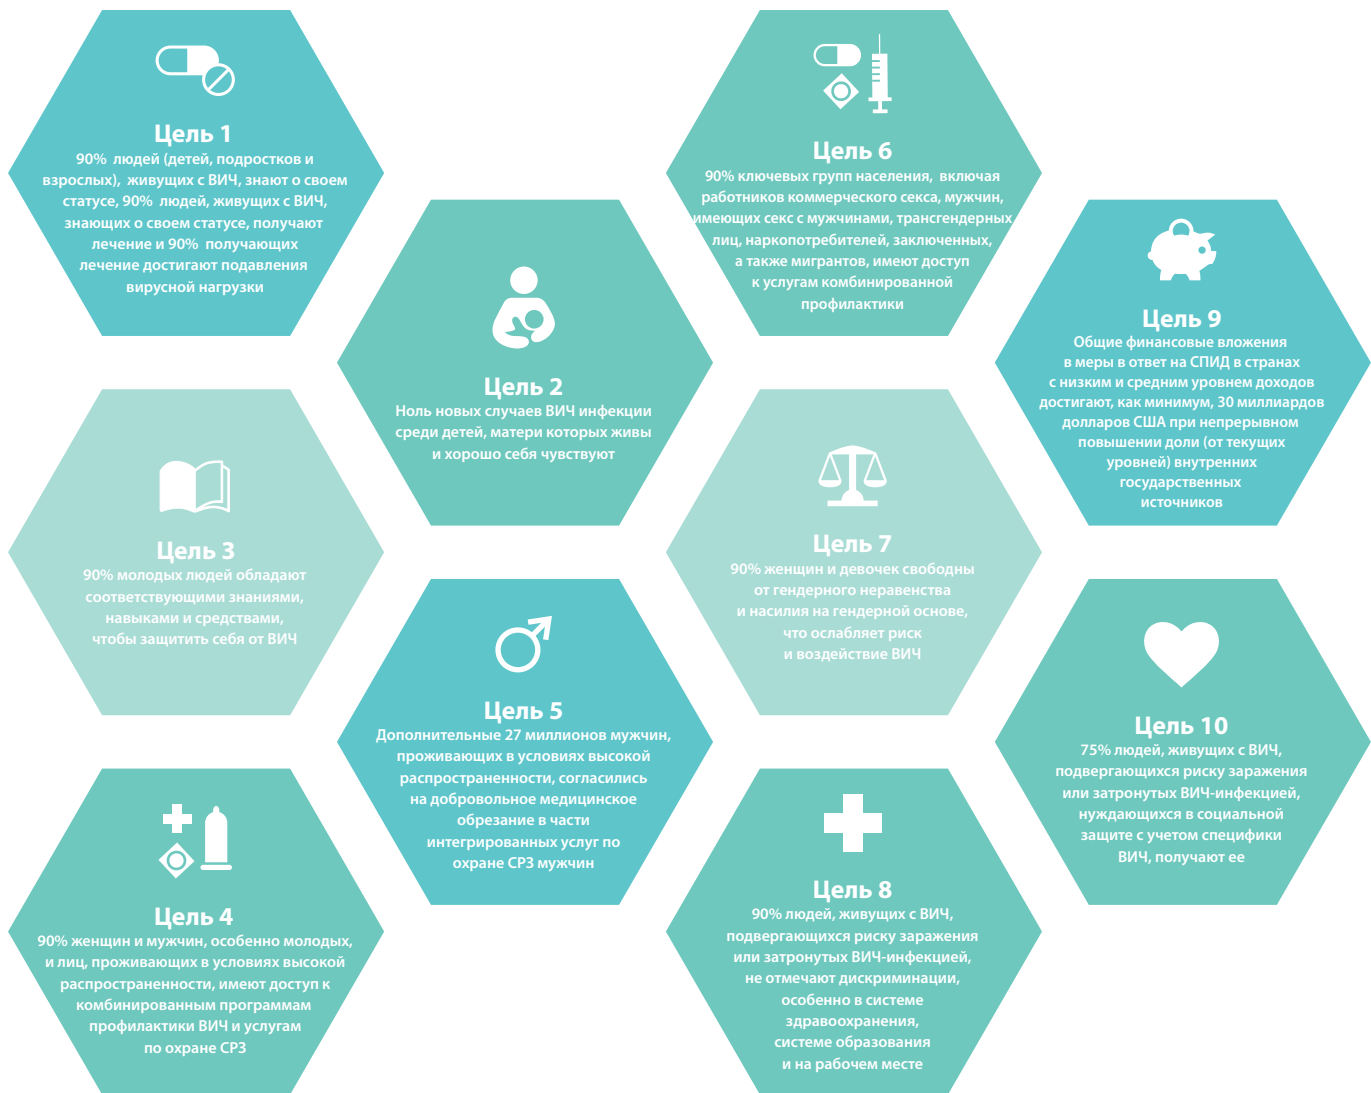 Цель 1
90% людей (детей, подростков и
взрослых), живущих с ВИЧ, знают о своем
статусе, 90% людей, живущих с ВИЧ,
знающих о своем статусе, получают
лечение и 90% получающих
лечение достигают подавления
вирусной нагрузки
Цель 2
Ноль новых случаев ВИЧ инфекции
среди детей, матери которых живы
и хорошо себя чувствуют
Цель 3
90% молодых людей обладают
соответствующими знаниями,
навыками и средствами,
чтобы защитить себя от ВИЧ
Цель 4
90% женщин и мужчин, особенно молодых,
и лиц, проживающих в условиях высокой
распространенности, имеют доступ к
комбинированным программам
профилактики ВИЧ и услугам
по охране СРЗ
Цель 5
Дополнительные 27 миллионов мужчин,
проживающих в условиях высокой
распространенности, согласились
на добровольное медицинское
обрезание в части
интегрированных услуг по
охране СРЗ мужчин
Цель 6
90% ключевых групп населения, включая
работников коммерческого секса, мужчин,
имеющих секс с мужчинами, трансгендерных
лиц, наркопотребителей, заключенных,
а также мигрантов, имеют доступ
к услугам комбинированной
профилактики
Цель 7
90% женщин и девочек свободны
от гендерного неравенства
и насилия на гендерной основе,
что ослабляет риск
и воздействие ВИЧ
Цель 8
90% людей, живущих с ВИЧ,
подвергающихся риску заражения
или затронутых ВИЧ-инфекцией,
не отмечают дискриминации,
особенно в системе
здравоохранения,
системе образования
и на рабочем месте
Цель 9
Общие финансовые вложения
в меры в ответ на СПИД в странах
с низким и средним уровнем доходов
достигают, как минимум, 30 миллиардов
долларов США при непрерывном
повышении доли (от текущих
уровней) внутренних
государственных
источников
Цель 10
75% людей, живущих с ВИЧ,
подвергающихся риску заражения
или затронутых ВИЧ-инфекцией,
нуждающихся в социальной
защите с учетом специфики
ВИЧ, получают ее